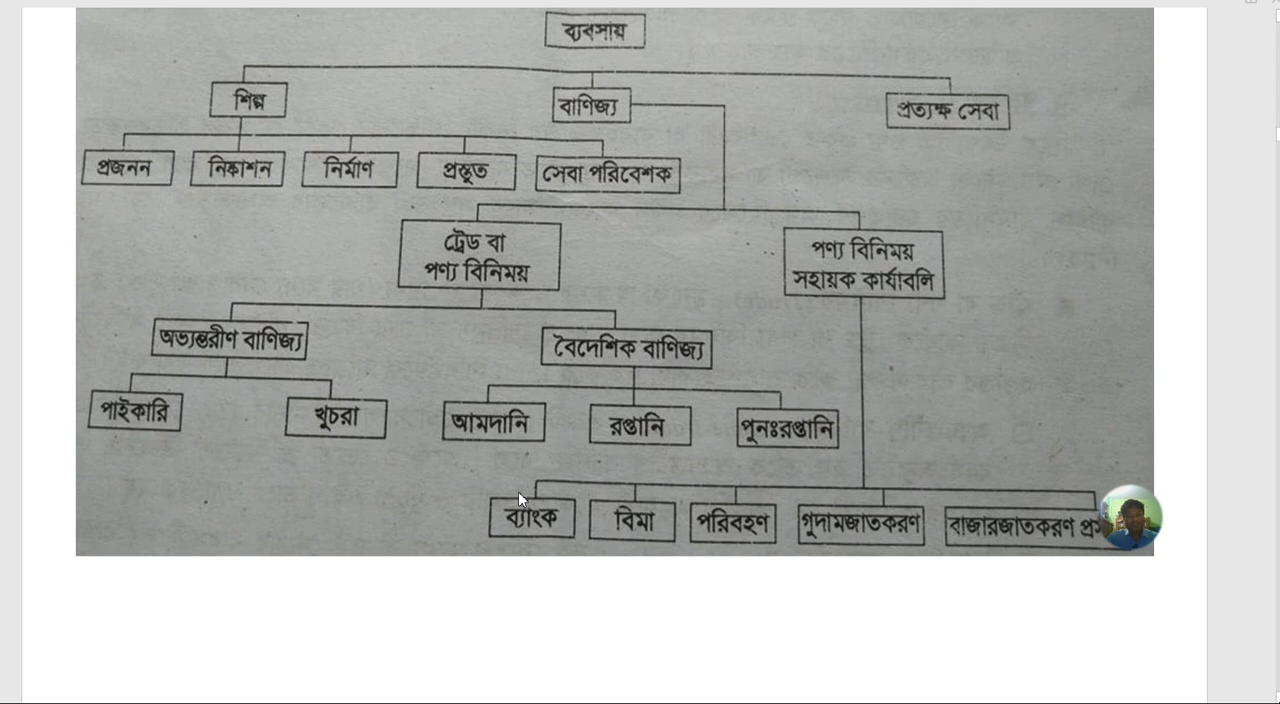 ব্যবসায়
শিল্প
বাণিজ্য
প্রত্যক্ষ সেবা
প্রজনন
নিষ্কাশন
নির্মাণ
প্রস্তুত
সেবা পরিবেশক
ট্রেড বা
পণ্য বিনিময়
পণ্য বিনিময়
সহায়ক কার্যাবলি
অভ্যন্তরীণ বাণিজ্য
বৈদেশিক বাণিজ্য
পাইকারি
খুচরা
আমদানি
রপ্তানি
পুনঃরপ্তানি
ব্যাংক
বিমা
পরিবহণ
গুদামজাতকরণ
বাজারজাতকরণ